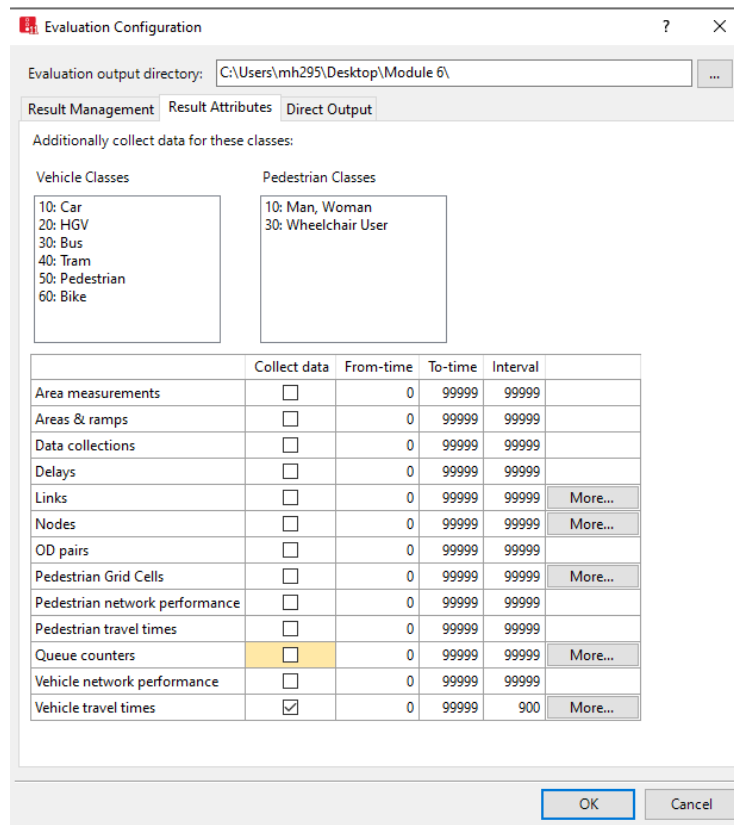 Evaluation Configuration ? ×
Evaluation output directory: C:\Users\mh295\Desktop\Module 6\ ...
Result Management Result Attributes Direct Output
Additionally collect data for these classes:
Vehicle Classes Pedestrian Classes
10: Car 10: Man, Woman
20: HGV 30: Wheelchair User
30: Bus
40: Tram
50: Pedestrian
60: Bike
Collect data From-time To-time Interval
Area measurements 0 99999 99999
Areas & ramps 0 99999 99999
Data collections 0 99999 99999
Delays 0 99999 99999
Links 0 99999 99999 More...
Nodes 0 99999 99999 More...
OD pairs 0 99999 99999
Pedestrian Grid Cells 0 99999 99999 More...
Pedestrian network performance 0 99999 99999
Pedestrian travel times 0 99999 99999
Queue counters 0 99999 99999 More...
Vehicle network performance 0 99999 99999
Vehicle travel times 0 99999 900 More...
OK Cancel